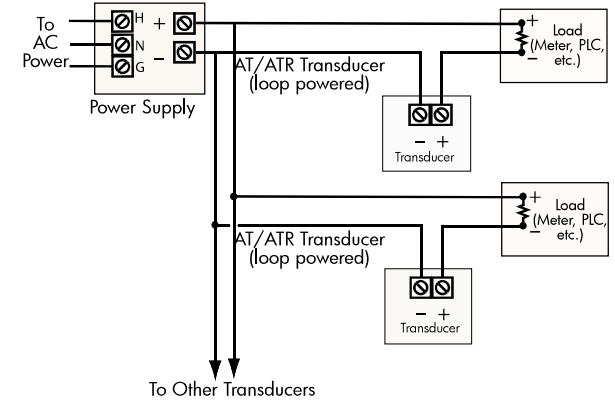 To
AC
Power
H
N
G
+
−
Power Supply
AT/ATR Transducer
(loop powered)
− +
Transducer
+
−
Load
(Meter, PLC,
etc.)
AT/ATR Transducer
(loop powered)
− +
Transducer
+
−
Load
(Meter, PLC,
etc.)
To Other Transducers